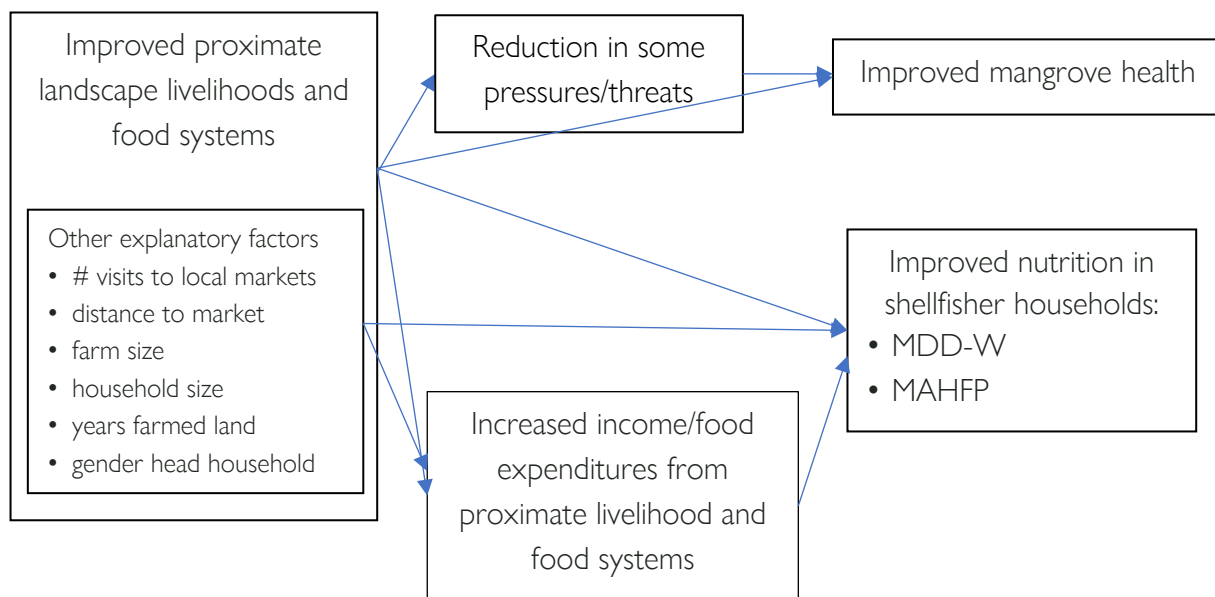 Improved proximate
landscape livelihoods and
food systems
Other explanatory factors
• # visits to local markets
• distance to market
• farm size
• household size
• years farmed land
• gender head household
Reduction in some
pressures/threats
Improved mangrove health
Improved nutrition in
shellfisher households:
• MDD-W
• MAHFP
Increased income/food
expenditures from
proximate livelihood and
food systems